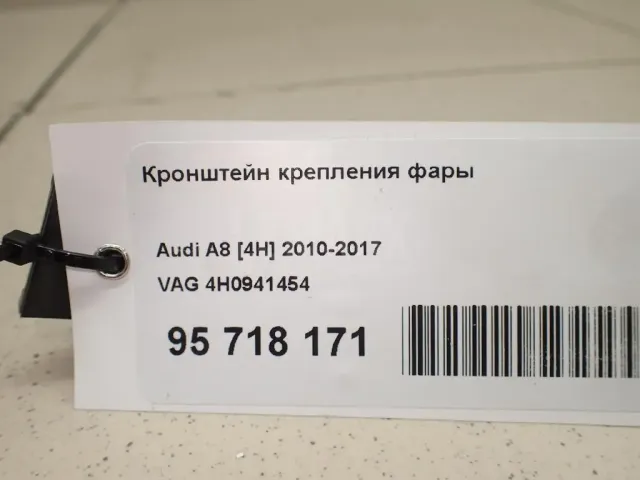 Кронштейн крепления фары
Audi A8 [4H] 2010-2017
VAG 4H0941454
95 718 171